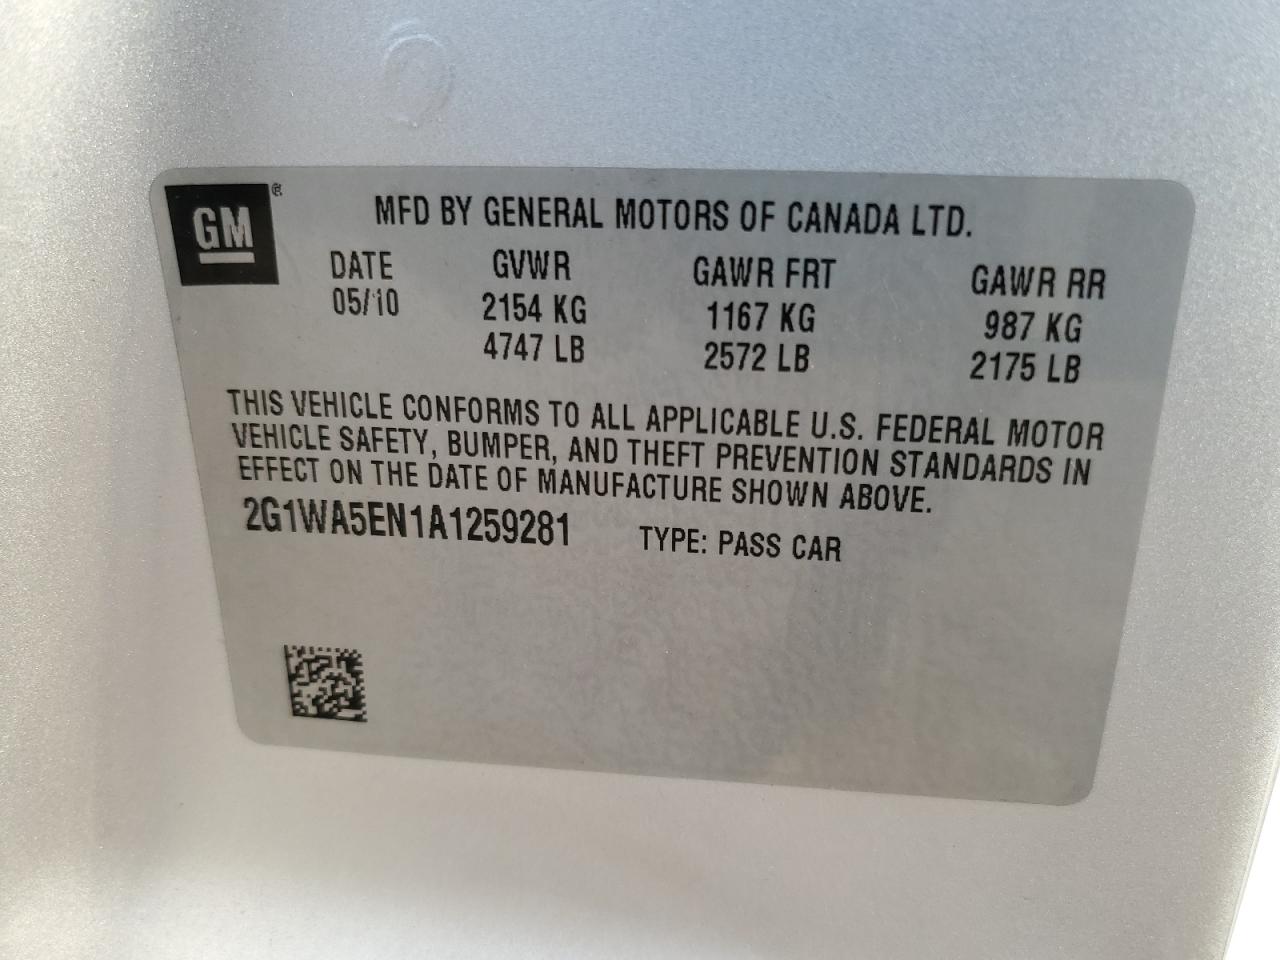 GM ®
MFD BY GENERAL MOTORS OF CANADA LTD.
DATE GVWR GAWR FRT GAWR RR
05/10 2154 KG 1167 KG 987 KG
4747 LB 2572 LB 2175 LB
THIS VEHICLE CONFORMS TO ALL APPLICABLE U.S. FEDERAL MOTOR
VEHICLE SAFETY, BUMPER, AND THEFT PREVENTION STANDARDS IN
EFFECT ON THE DATE OF MANUFACTURE SHOWN ABOVE.
2G1WA5EN1A1259281 TYPE: PASS CAR